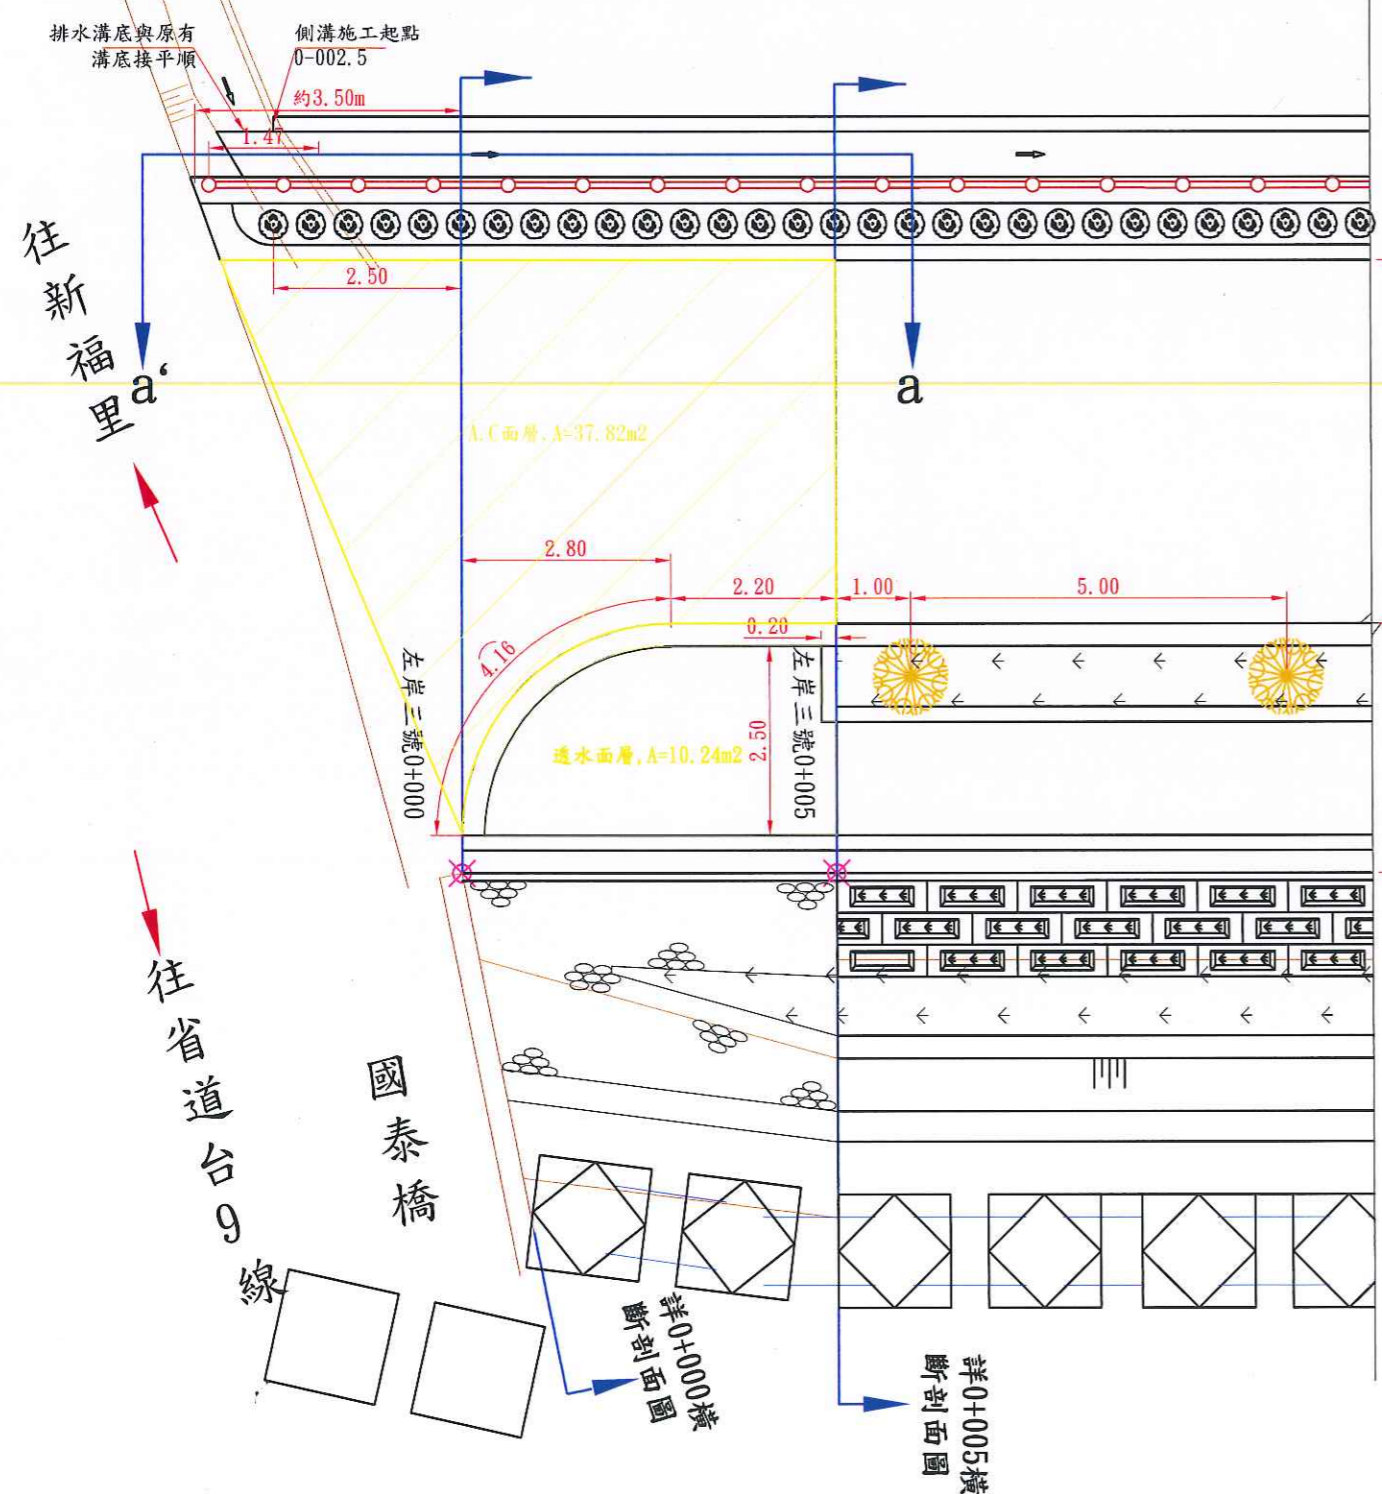 排水溝底與原有
溝底接平順
側溝施工起點
0-002.5
約3.50m
1.47
2.50
往新福里
a‘
a
A.C面層,A=37.82m2
2.80
2.20
1.00
5.00
0.20
4.16
左岸三號0+000
左岸三號0+005
2.50
透水面層,A=10.24m2
往省道台9線
國泰橋
詳0+000橫
斷剖面圖
詳0+005橫
斷剖面圖